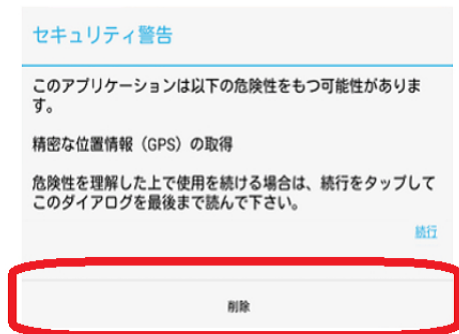 セキュリティ警告
このアプリケーションは以下の危険性をもつ可能性がありま
す。
精密な位置情報（GPS）の取得
危険性を理解した上で使用を続ける場合は、続行をタップして
このダイアログを最後まで読んで下さい。
続行
削除